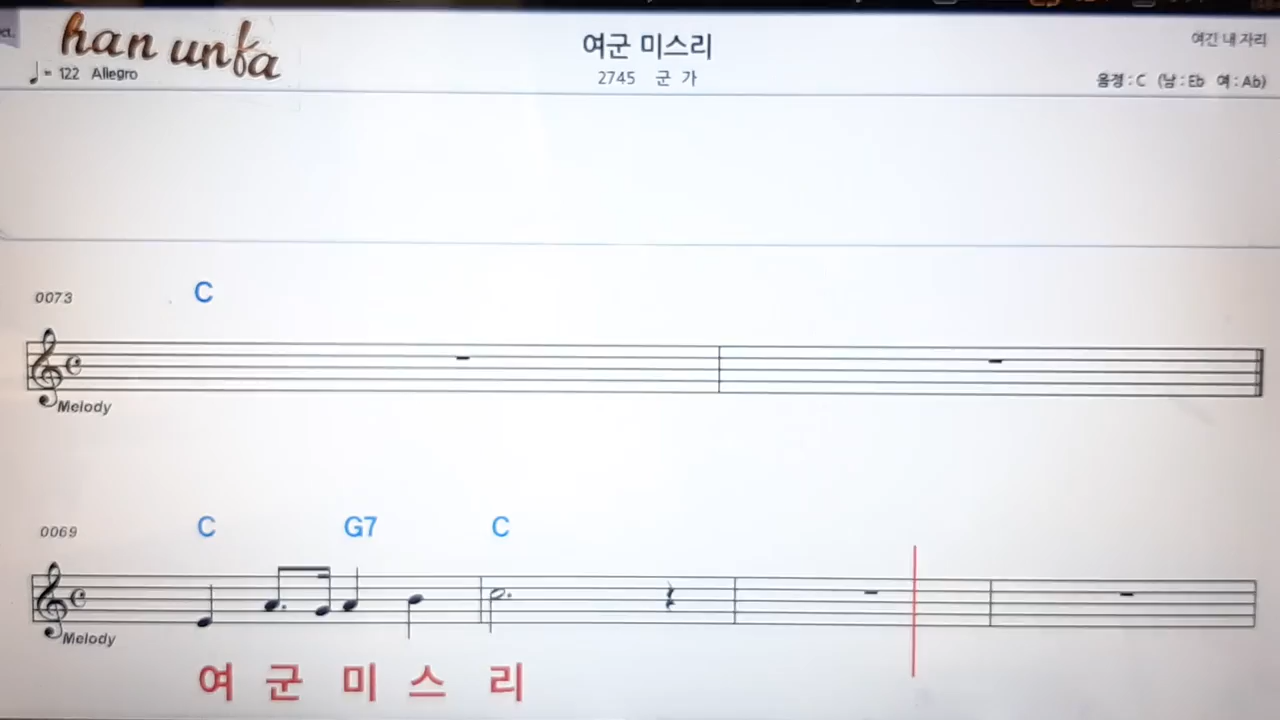 han unfa
♩= 122 Allegro
여군 미스리
2745 군 가
여긴 내 자리
음정 : C (남 : Eb 여 : Ab)
0073
C
Melody
0069
C G7 C
Melody
여 군 미 스 리